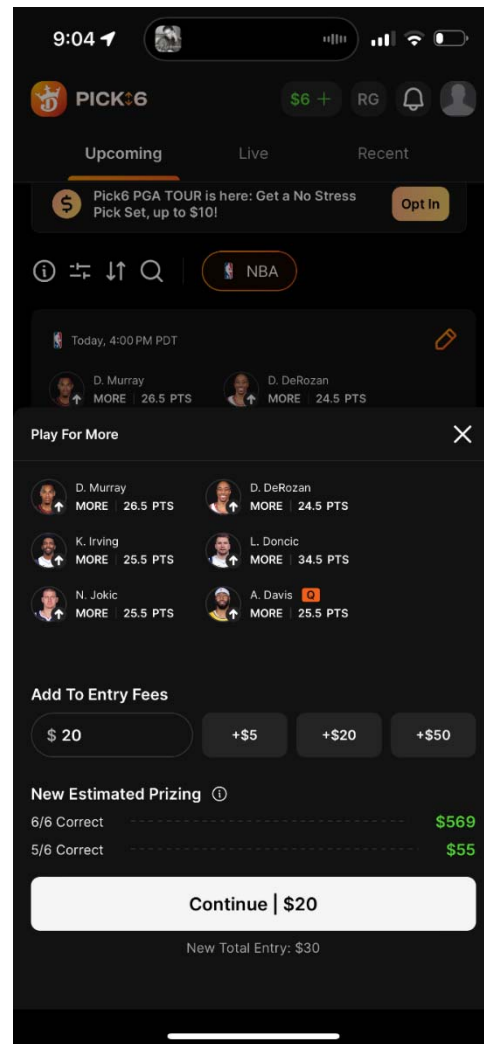 9:04
PICK6
$6 +
RG
Upcoming
Live
Recent
Pick6 PGA TOUR is here: Get a No Stress
Pick Set, up to $10!
Opt In
NBA
Today, 4:00 PM PDT
D. Murray
MORE | 26.5 PTS
D. DeRozan
MORE | 24.5 PTS
Play For More
D. Murray
MORE | 26.5 PTS
D. DeRozan
MORE | 24.5 PTS
K. Irving
MORE | 25.5 PTS
L. Doncic
MORE | 34.5 PTS
N. Jokic
MORE | 25.5 PTS
A. Davis Q
MORE | 25.5 PTS
Add To Entry Fees
$ 20
+$5
+$20
+$50
New Estimated Prizing
6/6 Correct
$569
5/6 Correct
$55
Continue | $20
New Total Entry: $30